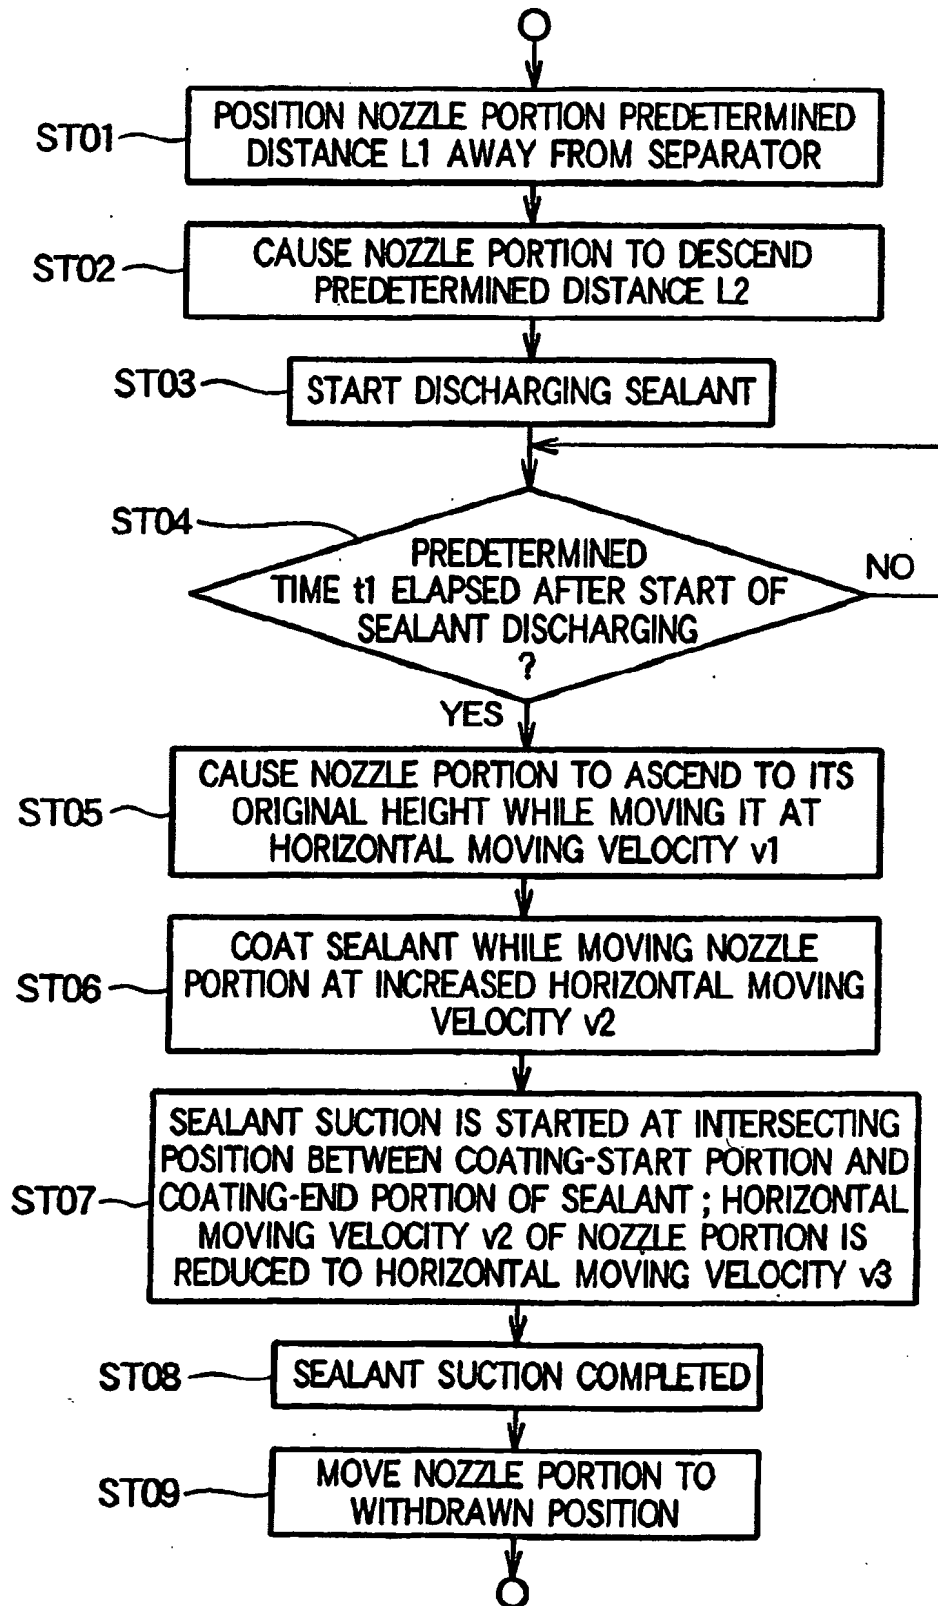 ST01
POSITION NOZZLE PORTION PREDETERMINED
DISTANCE L1 AWAY FROM SEPARATOR
ST02
CAUSE NOZZLE PORTION TO DESCEND
PREDETERMINED DISTANCE L2
ST03
START DISCHARGING SEALANT
ST04
PREDETERMINED
TIME t1 ELAPSED AFTER START OF
SEALANT DISCHARGING
?
NO
YES
ST05
CAUSE NOZZLE PORTION TO ASCEND TO ITS
ORIGINAL HEIGHT WHILE MOVING IT AT
HORIZONTAL MOVING VELOCITY v1
ST06
COAT SEALANT WHILE MOVING NOZZLE
PORTION AT INCREASED HORIZONTAL MOVING
VELOCITY v2
ST07
SEALANT SUCTION IS STARTED AT INTERSECTING
POSITION BETWEEN COATING-START PORTION AND
COATING-END PORTION OF SEALANT ; HORIZONTAL
MOVING VELOCITY v2 OF NOZZLE PORTION IS
REDUCED TO HORIZONTAL MOVING VELOCITY v3
ST08
SEALANT SUCTION COMPLETED
ST09
MOVE NOZZLE PORTION TO
WITHDRAWN POSITION